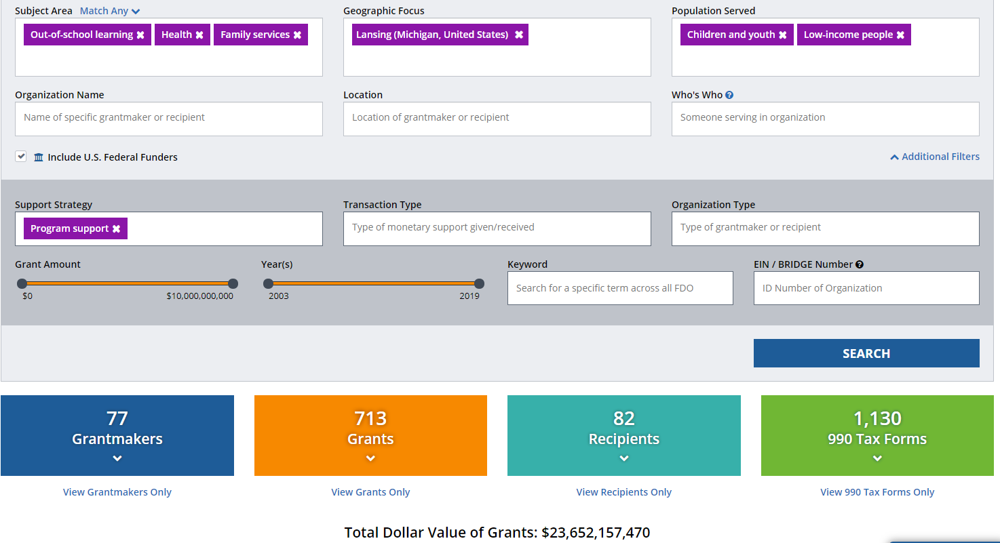 Subject Area Match Any
Geographic Focus
Population Served
Out-of-school learning ✖ Health ✖ Family services ✖
Lansing (Michigan, United States) ✖
Children and youth ✖ Low-income people ✖
Organization Name
Location
Who's Who ?
Name of specific grantmaker or recipient
Location of grantmaker or recipient
Someone serving in organization
Include U.S. Federal Funders
Additional Filters
Support Strategy
Transaction Type
Organization Type
Program support ✖
Type of monetary support given/received
Type of grantmaker or recipient
Grant Amount
Year(s)
Keyword
EIN / BRIDGE Number ?
Search for a specific term across all FDO
ID Number of Organization
$0 $10,000,000,000
2003 2019
SEARCH
77
Grantmakers
713
Grants
82
Recipients
1,130
990 Tax Forms
View Grantmakers Only
View Grants Only
View Recipients Only
View 990 Tax Forms Only
Total Dollar Value of Grants: $23,652,157,470